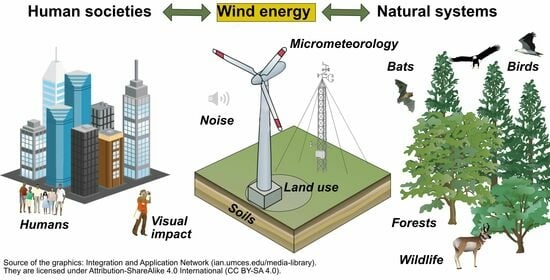 Human societies
Wind energy
Natural systems
Micrometeorology
Bats
Birds
Noise
Land use
Soils
Humans
Visual
impact
Forests
Wildlife
Source of the graphics: Integration and Application Network (ian.umces.edu/media-library).
They are licensed under Attribution-ShareAlike 4.0 International (CC BY-SA 4.0).